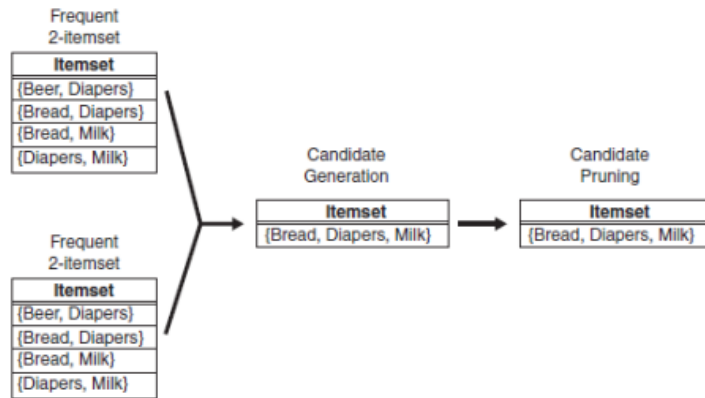 Frequent
2-itemset
Itemset
{Beer, Diapers}
{Bread, Diapers}
{Bread, Milk}
{Diapers, Milk}
Candidate
Generation
Itemset
{Bread, Diapers, Milk}
Candidate
Pruning
Itemset
{Bread, Diapers, Milk}
Frequent
2-itemset
Itemset
{Beer, Diapers}
{Bread, Diapers}
{Bread, Milk}
{Diapers, Milk}